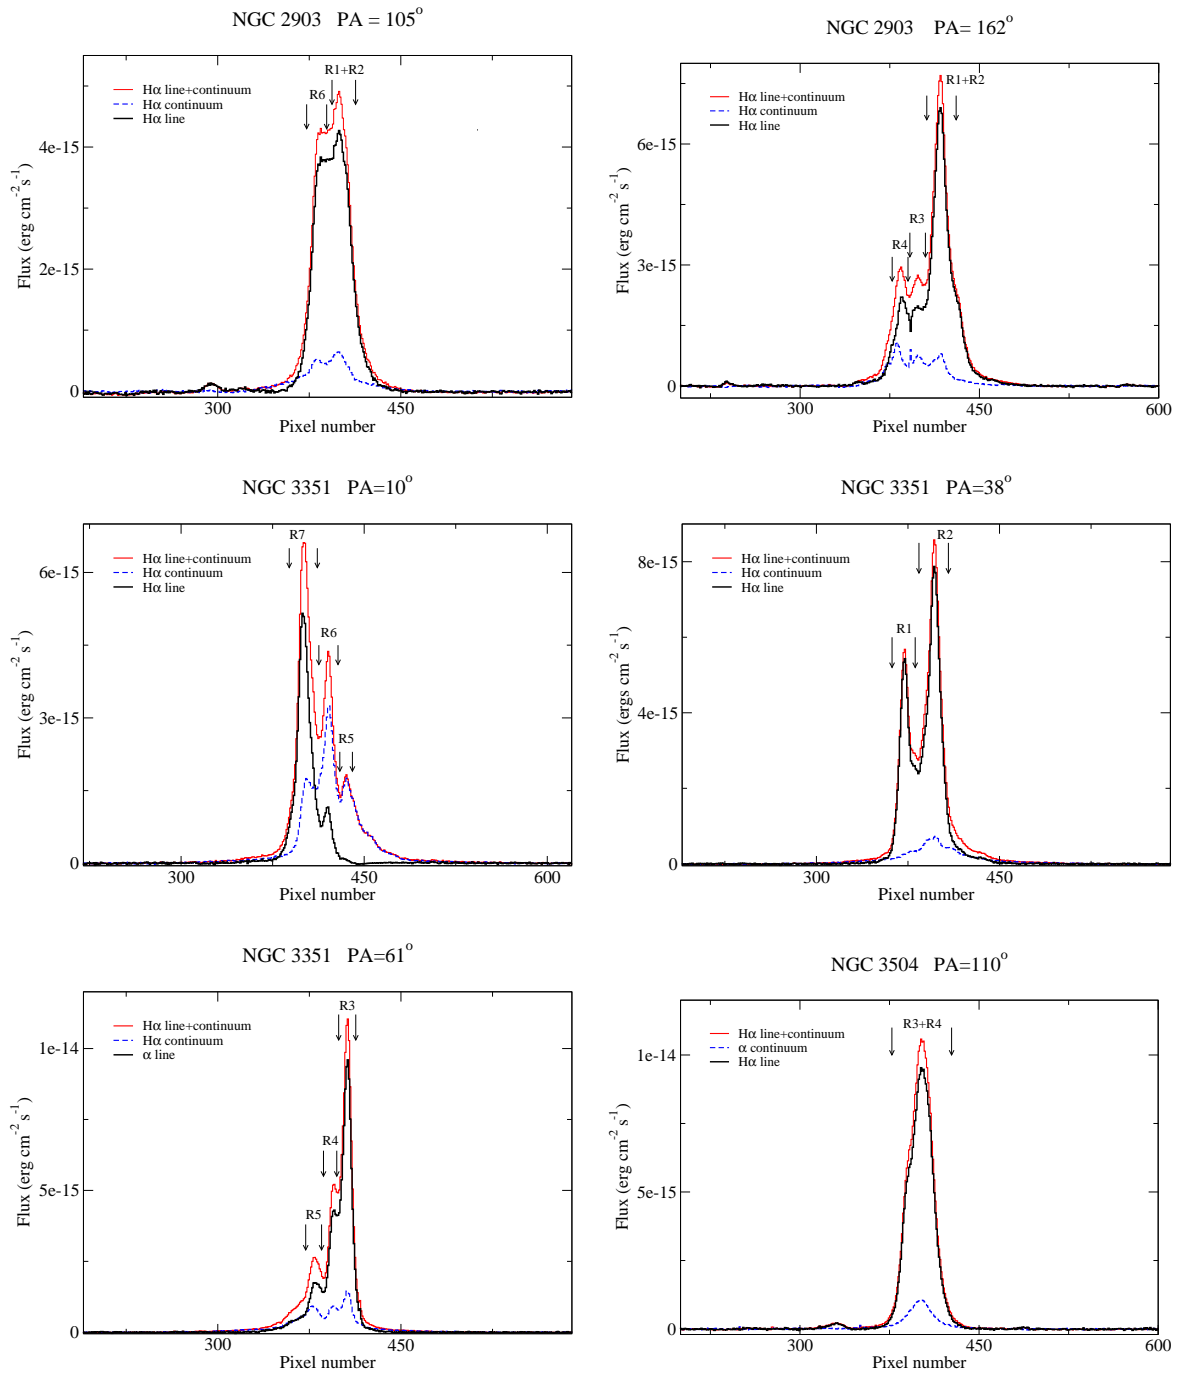 NGC 2903 PA = 105°
R1+R2
R6
Hα line+continuum
Hα continuum
Hα line
4e-15
2e-15
0
300 450
Flux (erg cm-2 s-1)
Pixel number
NGC 2903 PA= 162°
R1+R2
R3
R4
Hα line+continuum
Hα continuum
Hα line
6e-15
3e-15
0
300 450 600
Flux (erg cm-2 s-1)
Pixel number
NGC 3351 PA=10°
R7
R6
R5
Hα line+continuum
Hα continuum
Hα line
6e-15
3e-15
0
300 450 600
Flux (erg cm-2 s-1)
Pixel number
NGC 3351 PA=38°
R2
R1
Hα line+continuum
Hα continuum
Hα line
8e-15
4e-15
0
300 450
Flux (ergs cm-2 s-1)
Pixel number
NGC 3351 PA=61°
R3
R4
R5
Hα line+continuum
Hα continuum
α line
1e-14
5e-15
0
300 450
Flux (erg cm-2 s-1)
Pixel number
NGC 3504 PA=110°
R3+R4
Hα line+continuum
α continuum
Hα line
1e-14
5e-15
0
300 450 600
Flux (erg cm-2 s-1)
Pixel number